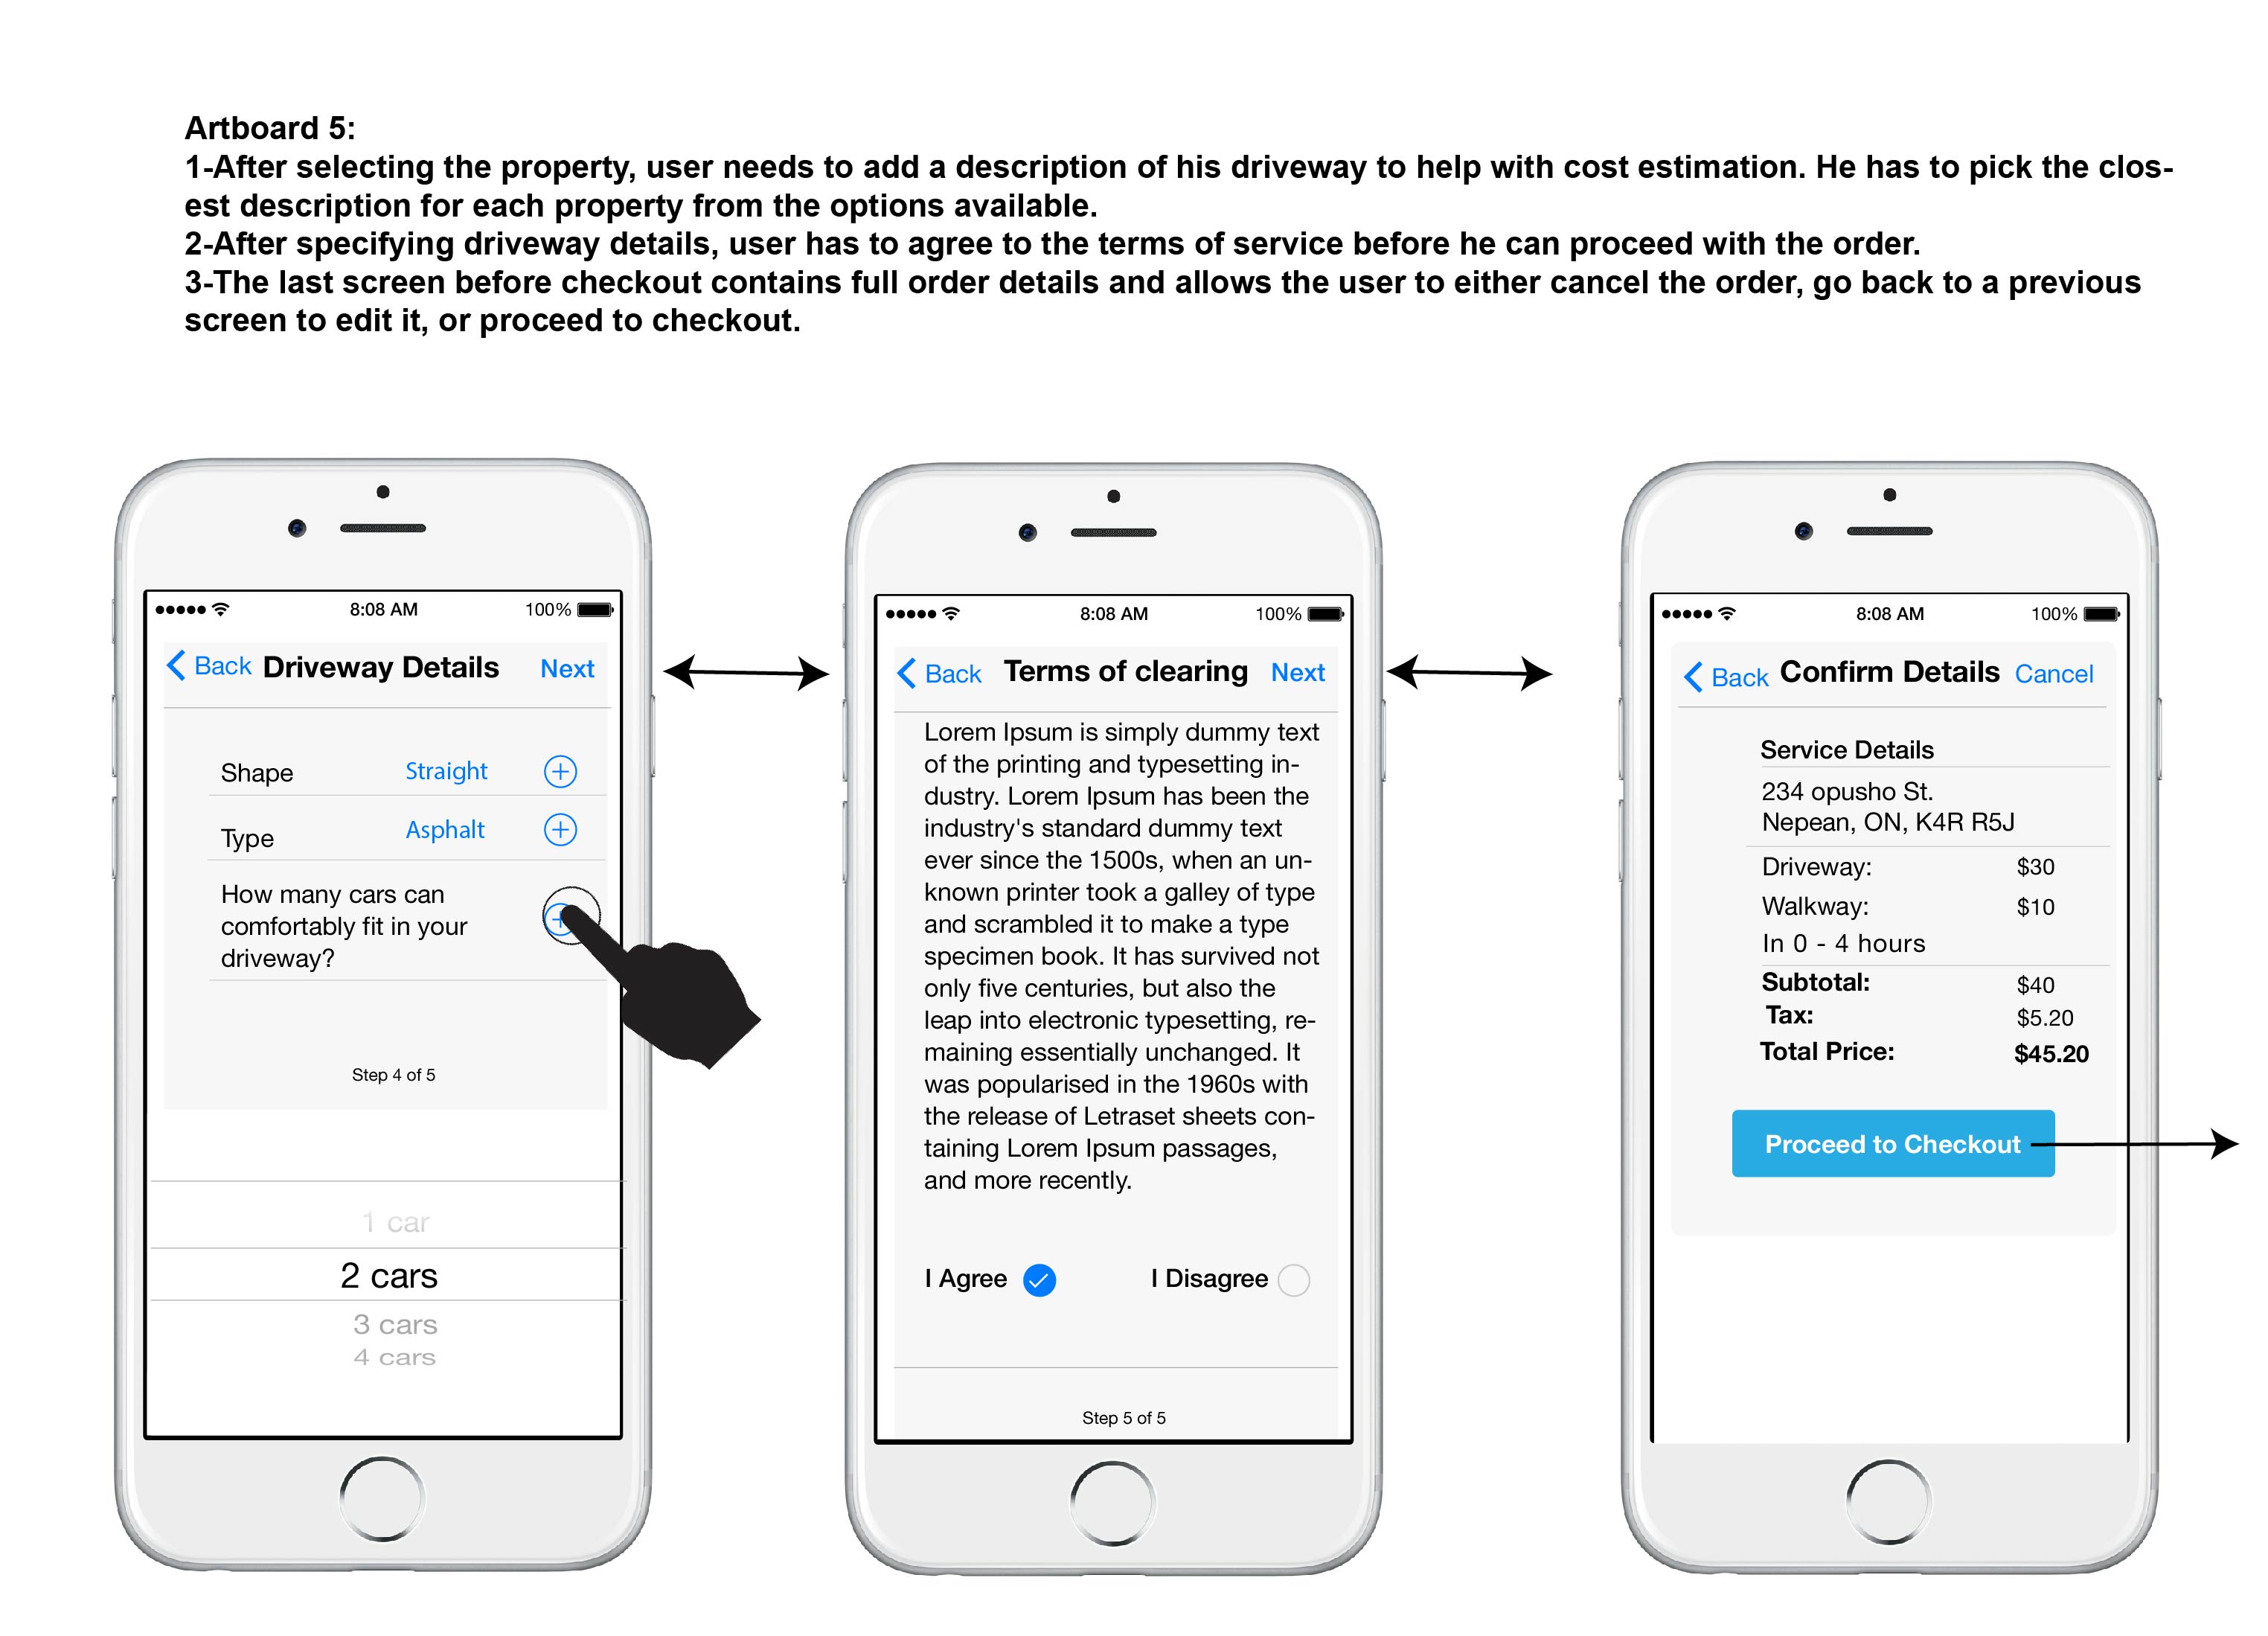 Artboard 5:
1-After selecting the property, user needs to add a description of his driveway to help with cost estimation. He has to pick the clos-
est description for each property from the options available.
2-After specifying driveway details, user has to agree to the terms of service before he can proceed with the order.
3-The last screen before checkout contains full order details and allows the user to either cancel the order, go back to a previous
screen to edit it, or proceed to checkout.
8:08 AM 100%
Back Driveway Details Next
Shape Straight
Type Asphalt
How many cars can
comfortably fit in your
driveway?
Step 4 of 5
1 car
2 cars
3 cars
4 cars
8:08 AM 100%
Back Terms of clearing Next
Lorem Ipsum is simply dummy text
of the printing and typesetting in-
dustry. Lorem Ipsum has been the
industry's standard dummy text
ever since the 1500s, when an un-
known printer took a galley of type
and scrambled it to make a type
specimen book. It has survived not
only five centuries, but also the
leap into electronic typesetting, re-
maining essentially unchanged. It
was popularised in the 1960s with
the release of Letraset sheets con-
taining Lorem Ipsum passages,
and more recently.
I Agree I Disagree
Step 5 of 5
8:08 AM 100%
Back Confirm Details Cancel
Service Details
234 opusho St.
Nepean, ON, K4R R5J
Driveway: $30
Walkway: $10
In 0 - 4 hours
Subtotal: $40
Tax: $5.20
Total Price: $45.20
Proceed to Checkout